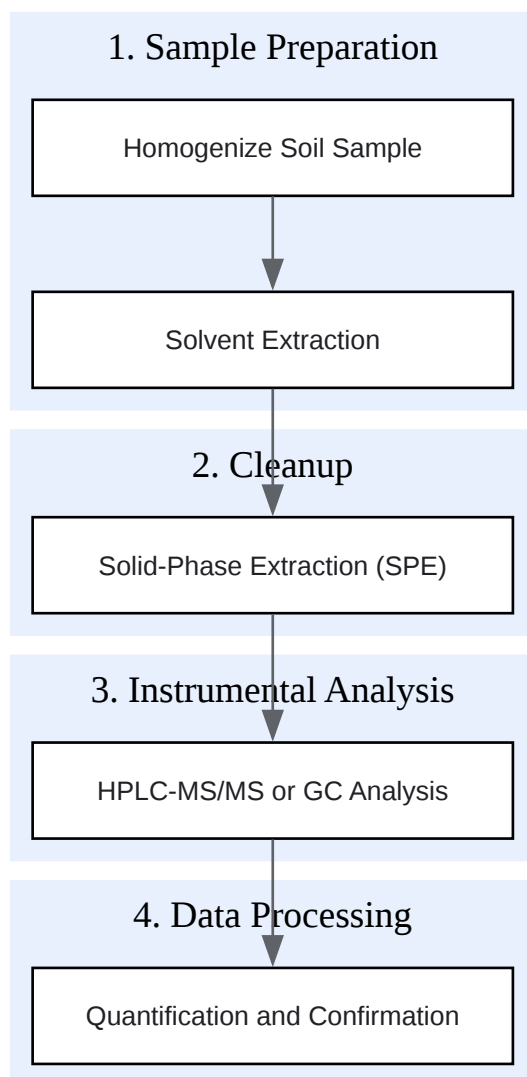 1. Sample Preparation
Homogenize Soil Sample
Solvent Extraction
2. Cleanup
Solid-Phase Extraction (SPE)
3. Instrumental Analysis
HPLC-MS/MS or GC Analysis
4. Data Processing
Quantification and Confirmation